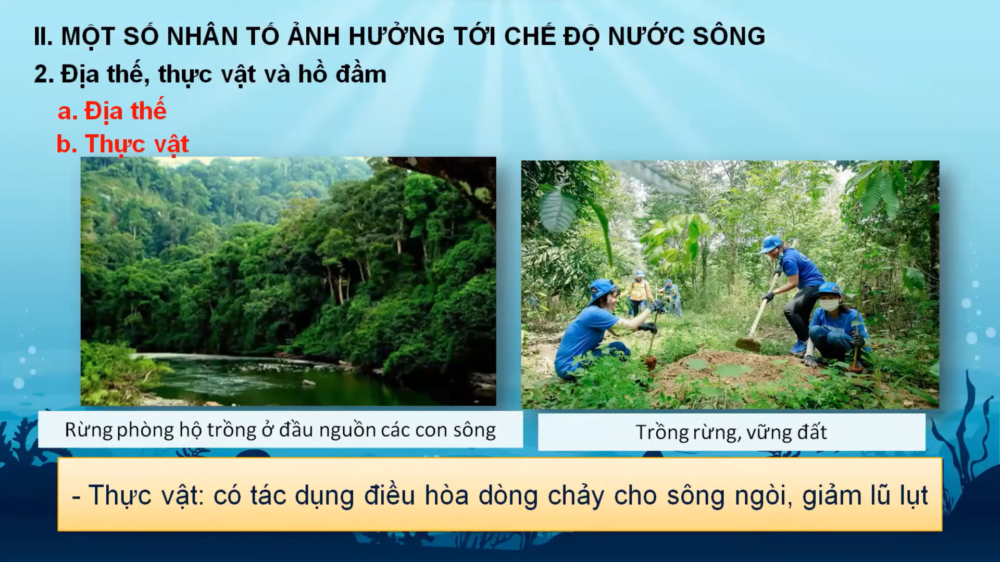 II. MỘT SỐ NHÂN TỐ ẢNH HƯỞNG TỚI CHẾ ĐỘ NƯỚC SÔNG
2. Địa thế, thực vật và hồ đầm
a. Địa thế
b. Thực vật
Rừng phòng hộ trồng ở đầu nguồn các con sông
Trồng rừng, vững đất
- Thực vật: có tác dụng điều hòa dòng chảy cho sông ngòi, giảm lũ lụt